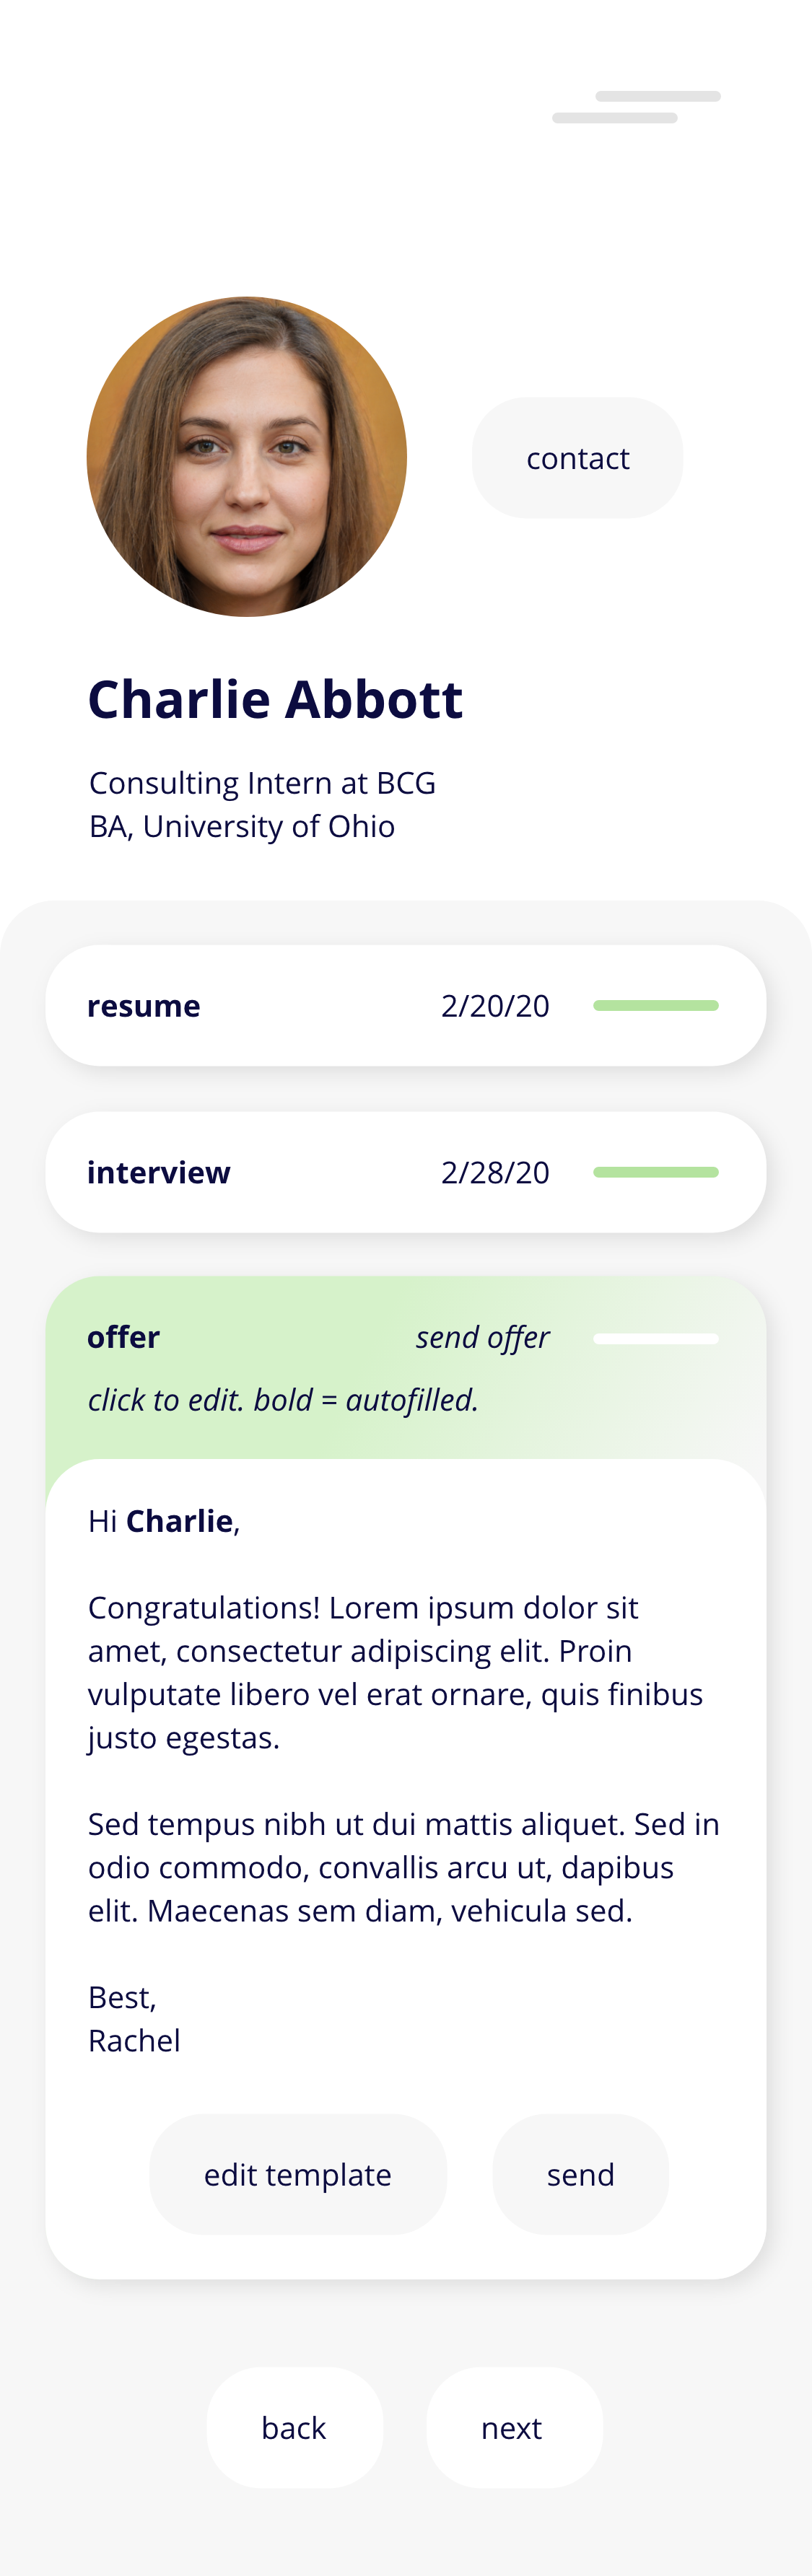 contact
Charlie Abbott
Consulting Intern at BCG
BA, University of Ohio
resume 2/20/20
interview 2/28/20
offer send offer
click to edit. bold = autofilled.
Hi Charlie,
Congratulations! Lorem ipsum dolor sit
amet, consectetur adipiscing elit. Proin
vulputate libero vel erat ornare, quis finibus
justo egestas.
Sed tempus nibh ut dui mattis aliquet. Sed in
odio commodo, convallis arcu ut, dapibus
elit. Maecenas sem diam, vehicula sed.
Best,
Rachel
edit template send
back next